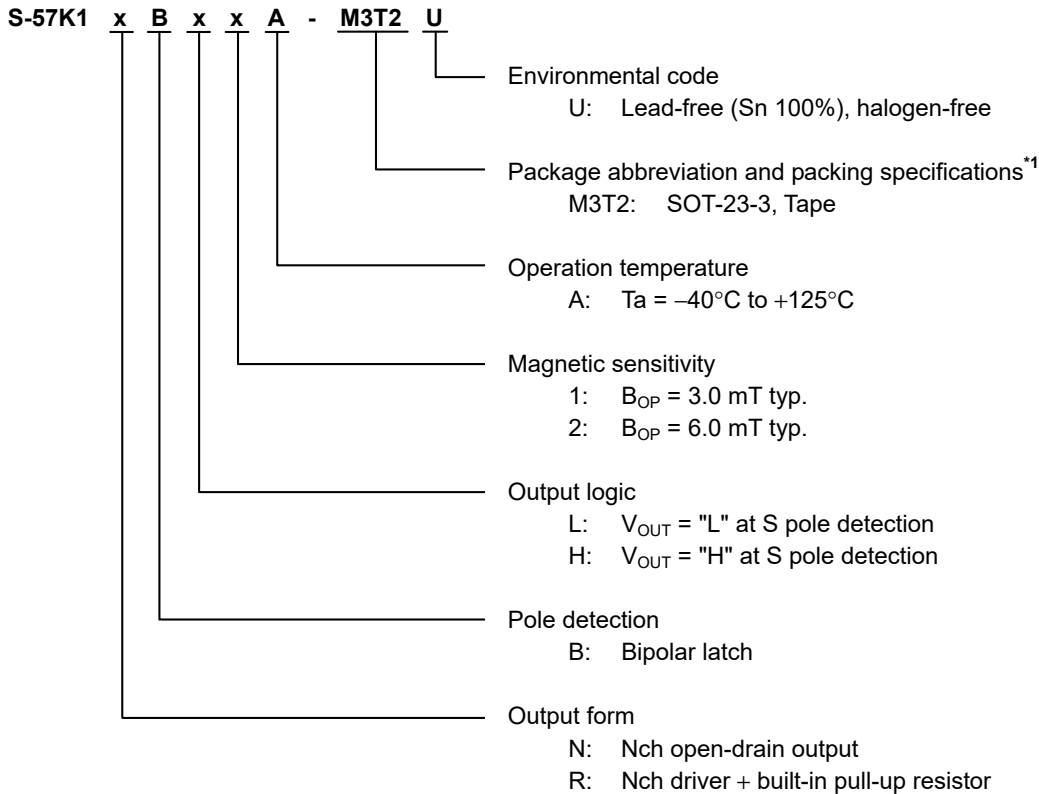 S-57K1 x B x x A - M3T2 U
Environmental code
U: Lead-free (Sn 100%), halogen-free
Package abbreviation and packing specifications*1
M3T2: SOT-23-3, Tape
Operation temperature
A: Ta = −40°C to +125°C
Magnetic sensitivity
1: BOP = 3.0 mT typ.
2: BOP = 6.0 mT typ.
Output logic
L: VOUT = "L" at S pole detection
H: VOUT = "H" at S pole detection
Pole detection
B: Bipolar latch
Output form
N: Nch open-drain output
R: Nch driver + built-in pull-up resistor